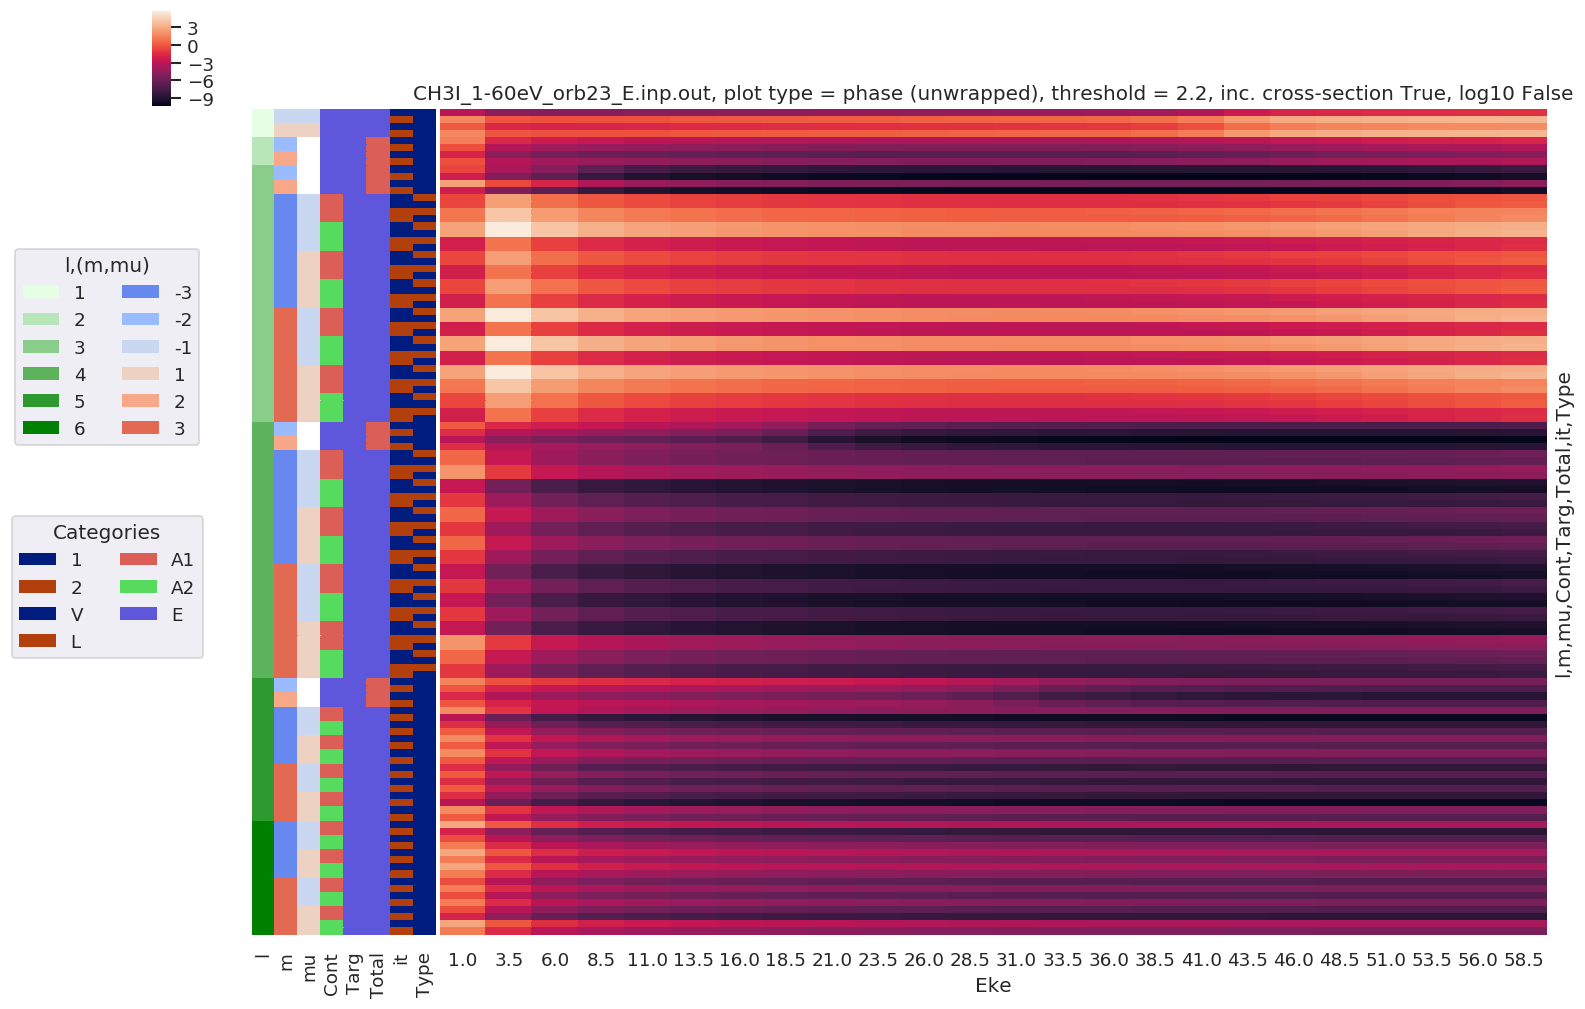 3
0
−3
−6
−9
CH3I_1-60eV_orb23_E.inp.out, plot type = phase (unwrapped), threshold = 2.2, inc. cross-section True, log10 False
l,(m,mu)
1 -3
2 -2
3 -1
4 1
5 2
6 3
Categories
1 A1
2 A2
V E
L
l,m,mu,Cont,Targ,Total,it,Type
l m mu Cont Targ Total it Type
1.0 3.5 6.0 8.5 11.0 13.5 16.0 18.5 21.0 23.5 26.0 28.5 31.0 33.5 36.0 38.5 41.0 43.5 46.0 48.5 51.0 53.5 56.0 58.5
Eke